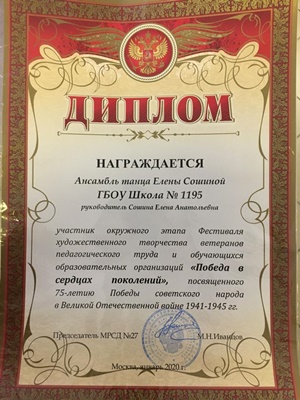 ДИПЛОМ
НАГРАЖДАЕТСЯ
Ансамбль танца Елены Сошиной
ГБОУ Школа № 1195
руководитель Сошина Елена Анатольевна
участник окружного этапа Фестиваля
художественного творчества ветеранов
педагогического труда и обучающихся
образовательных организаций «Победа в
сердцах поколений», посвященного
75-летию Победы советского народа
в Великой Отечественной войне 1941-1945 гг.
Председатель МРСД №27 М.Н.Иванцов
Москва, январь 2020 г.